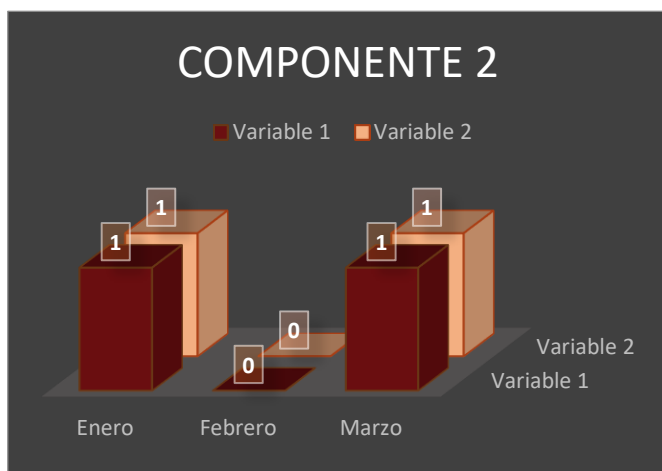 COMPONENTE 2
Variable 1 Variable 2
1 1
1 1
0
0
Variable 2
Variable 1
Enero Febrero Marzo